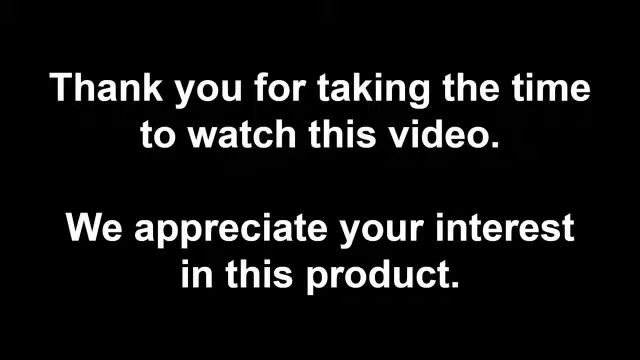 Thank you for taking the time
to watch this video.
We appreciate your interest
in this product.